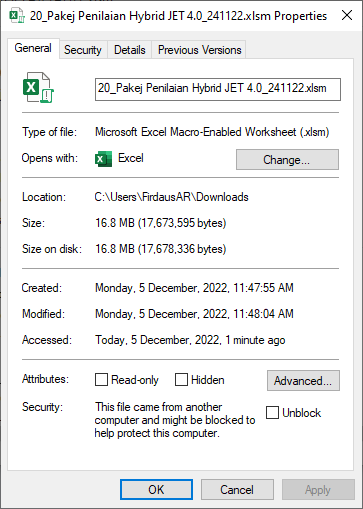 20_Pakej Penilaian Hybrid JET 4.0_241122.xlsm Properties
General Security Details Previous Versions
20_Pakej Penilaian Hybrid JET 4.0_241122.xlsm
Type of file: Microsoft Excel Macro-Enabled Worksheet (.xlsm)
Opens with: Excel Change...
Location: C:\Users\FirdausAR\Downloads
Size: 16.8 MB (17,673,595 bytes)
Size on disk: 16.8 MB (17,678,336 bytes)
Created: Monday, 5 December, 2022, 11:47:55 AM
Modified: Monday, 5 December, 2022, 11:48:04 AM
Accessed: Today, 5 December, 2022, 1 minute ago
Attributes: Read-only Hidden Advanced...
Security: This file came from another
computer and might be blocked to
help protect this computer.
Unblock
OK Cancel Apply